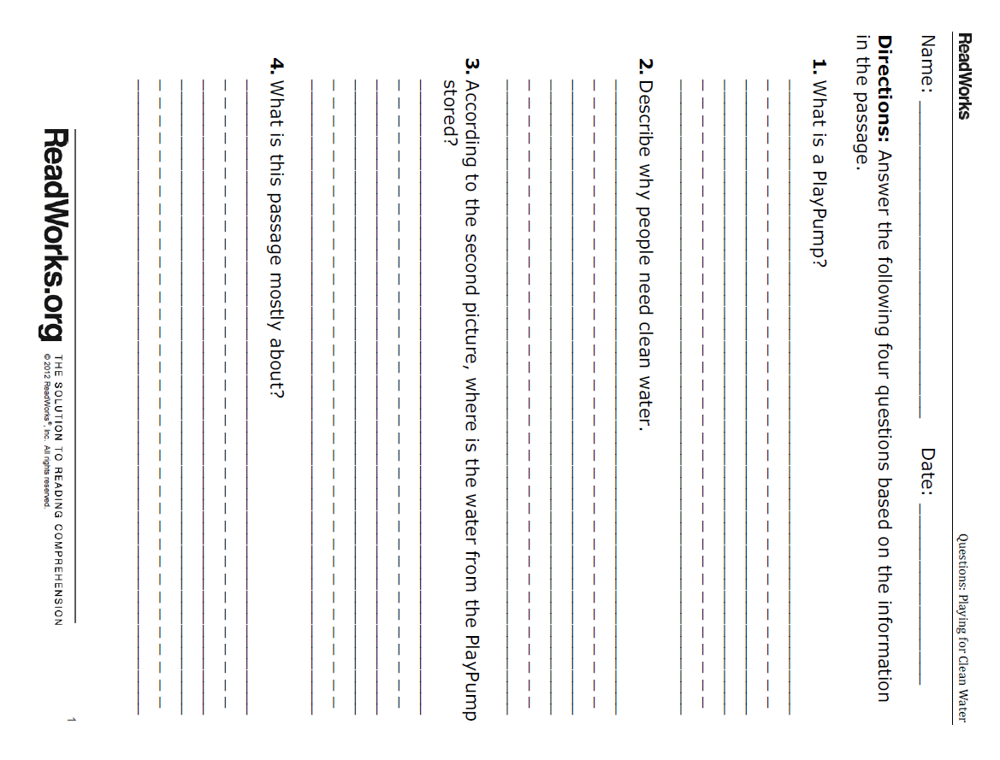 ReadWorks Questions: Playing for Clean Water
Name: Date:
Directions: Answer the following four questions based on the information
in the passage.
1. What is a PlayPump?
2. Describe why people need clean water.
3. According to the second picture, where is the water from the PlayPump
stored?
4. What is this passage mostly about?
1
ReadWorks.org THE SOLUTION TO READING COMPREHENSION
©2012 ReadWorks®, Inc. All rights reserved.